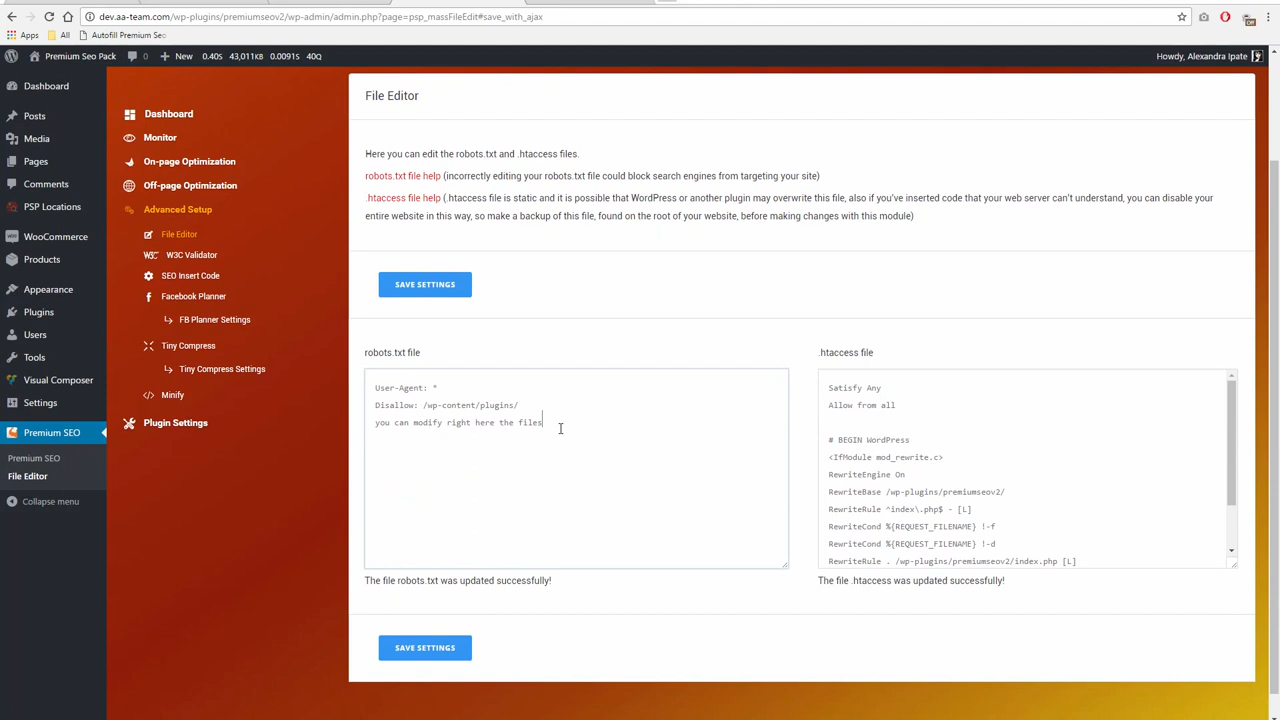 dev.aa-team.com/wp-plugins/premiumseov2/wp-admin/admin.php?page=psp_massFileEdit#save_with_ajax
Apps All Autofill Premium Seo
Premium Seo Pack 0 New 0.40s 43,011KB 0.0091s 40Q Howdy, Alexandra Ipate
Dashboard
Posts
Media
Pages
Comments
PSP Locations
WooCommerce
Products
Appearance
Plugins
Users
Tools
Visual Composer
Settings
Premium SEO
Premium SEO
File Editor
Collapse menu
Dashboard
Monitor
On-page Optimization
Off-page Optimization
Advanced Setup
File Editor
W3C W3C Validator
SEO Insert Code
Facebook Planner
FB Planner Settings
Tiny Compress
Tiny Compress Settings
Minify
Plugin Settings
File Editor
Here you can edit the robots.txt and .htaccess files.
robots.txt file help (incorrectly editing your robots.txt file could block search engines from targeting your site)
.htaccess file help (.htaccess file is static and it is possible that WordPress or another plugin may overwrite this file, also if you've inserted code that your web server can't understand, you can disable your
entire website in this way, so make a backup of this file, found on the root of your website, before making changes with this module)
SAVE SETTINGS
robots.txt file
User-Agent: *
Disallow: /wp-content/plugins/
you can modify right here the files
The file robots.txt was updated successfully!
.htaccess file
Satisfy Any
Allow from all
# BEGIN WordPress
<IfModule mod_rewrite.c>
RewriteEngine On
RewriteBase /wp-plugins/premiumseov2/
RewriteRule ^index\.php$ - [L]
RewriteCond %{REQUEST_FILENAME} !-f
RewriteCond %{REQUEST_FILENAME} !-d
RewriteRule . /wp-plugins/premiumseov2/index.php [L]
The file .htaccess was updated successfully!
SAVE SETTINGS